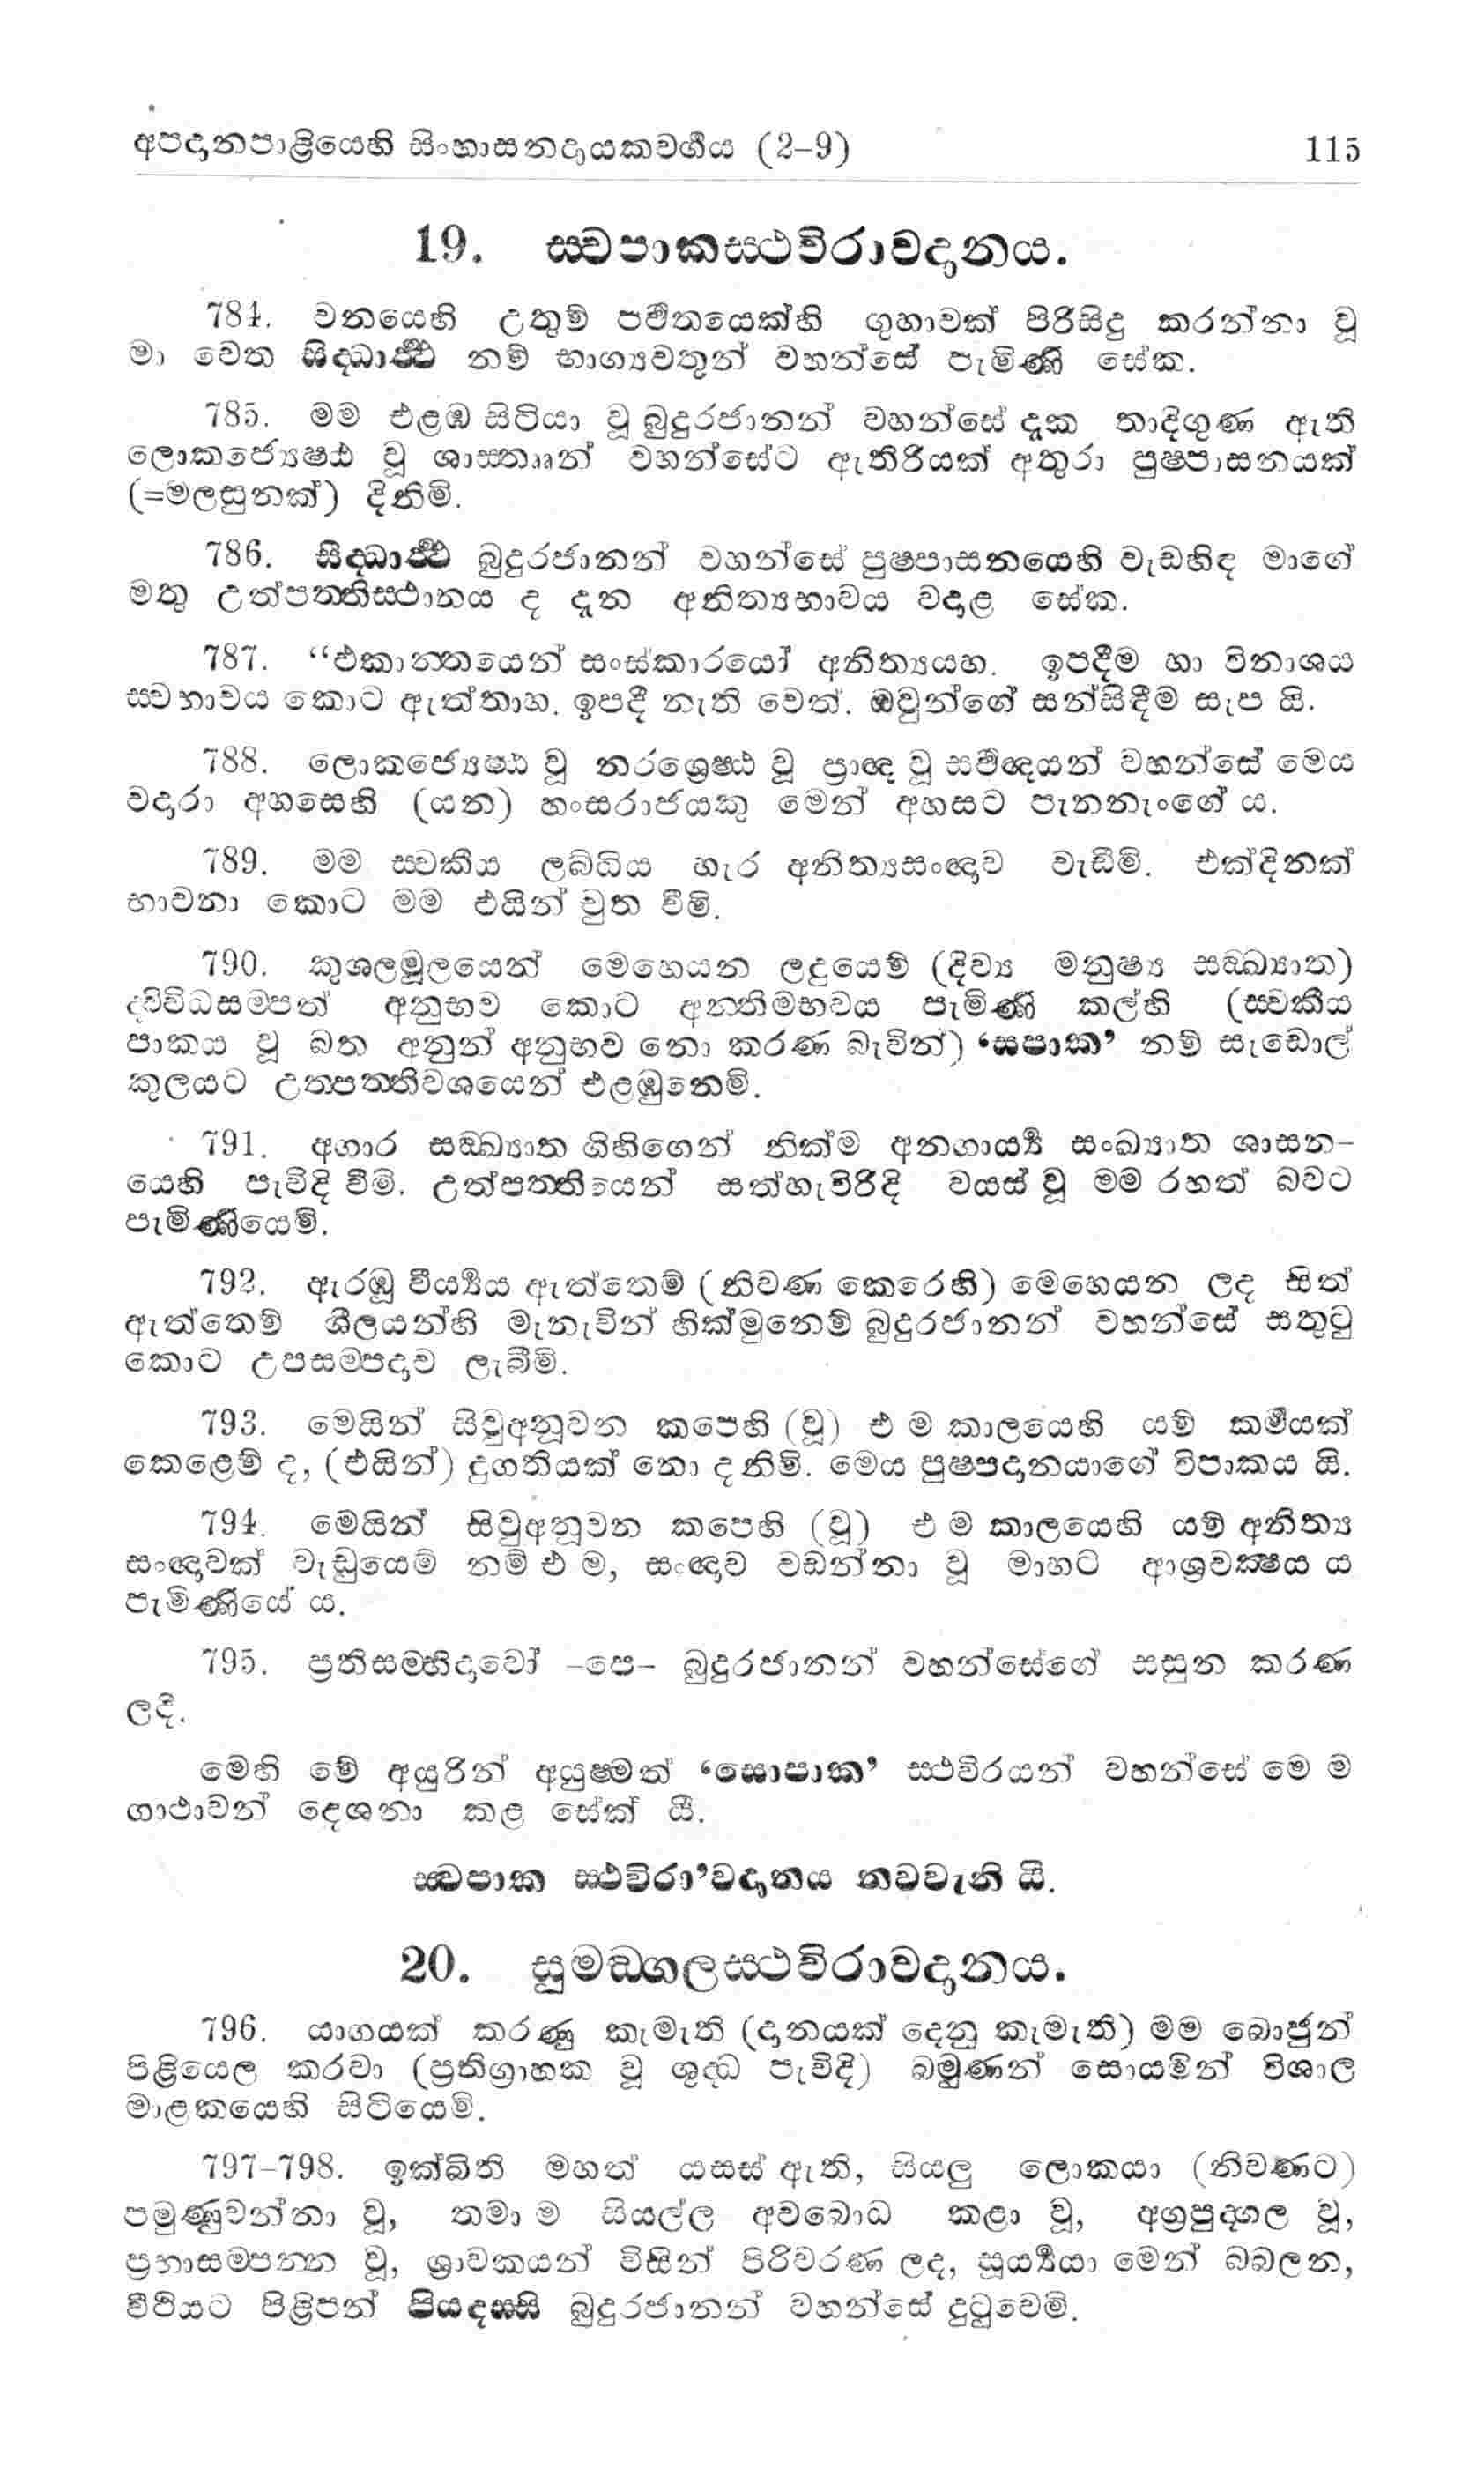 අපදානපාළියෙහි සිංහාසනදායකවර්‍ගය (2–9) 115
19. ස්වපාකස්ථවිරාවදානය.
784. වනයෙහි උතුම් පර්‍වතයෙක්හි ගුහාවක් පිරිසිදු කරන්නා වූ
මා වෙත සිද්ධාර්‍ත්ථ නම් භාග්‍යවතුන් වහන්සේ පැමිණි සේක.
785. මම එළඹ සිටියා වූ බුදුරජානන් වහන්සේ දැක තාදිගුණ ඇති
ලොකජ්‍යෙෂ්ඨ වූ ශාස්තෲන් වහන්සේට ඇතිරියක් අතුරා පුෂ්පාසනයක්
(=මලසුනක්) දිනිමි.
786. සිද්ධාර්‍ත්ථ බුදුරජානන් වහන්සේ පුෂ්පාසනයෙහි වැඩහිඳ මාගේ
මතු උත්පත්තිස්ථානය ද දැන අනිත්‍යභාවය වදාළ සේක.
787. “එකාන්තයෙන් සංස්කාරයෝ අනිත්‍යයහ. ඉපදීම හා විනාශය
ස්වභාවය කොට ඇත්තාහ. ඉපදී නැති වෙත්. ඔවුන්ගේ සන්සිඳීම සැප යි.
788. ලොකජ්‍යෙෂ්ඨ වූ නරශ්‍රෙෂ්ඨ වූ ප්‍රාඥ වූ සර්‍වඥයන් වහන්සේ මෙය
වදාරා අහසෙහි (යන) හංසරාජයකු මෙන් අහසට පැනනැංගේ ය.
789. මම ස්වකීය ලබ්ධිය හැර අනිත්‍යසංඥාව වැඩීමි. එක්දිනක්
භාවනා කොට මම එයින් චුත වීමි.
790. කුශලමූලයෙන් මෙහෙයන ලදුයෙම් (දිව්‍ය මනුෂ්‍ය සඞ්ඛ්‍යාත)
ද්විවිධසම්පත් අනුභව කොට අන්තිමභවය පැමිණි කල්හි (ස්වකීය
පාකය වූ බත අනුන් අනුභව නො කරණ බැවින්) ‘සපාක’ නම් සැඩොල්
කුලයට උත්පත්තිවශයෙන් එළඹුනෙමි.
791. අගාර සඞ්ඛ්‍යාත ගිහිගෙන් නික්ම අනගාර්‍ය්‍ය සංඛ්‍යාත ශාසන–
යෙහි පැවිදි වීමි. උත්පත්තියෙන් සත්හැවිරිදි වයස් වූ මම රහත් බවට
පැමිණියෙමි.
792. ඇරඹූ වීර්‍ය්‍යය ඇත්තෙම් (නිවණ කෙරෙහි) මෙහෙයන ලද සිත්
ඇත්තෙම් ශීලයන්හි මැනැවින් හික්මුනෙම් බුදුරජානන් වහන්සේ සතුටු
කොට උපසම්පදාව ලැබීමි.
793. මෙයින් සිවුඅනූවන කපෙහි (වූ) එ ම කාලයෙහි යම් කර්‍මයක්
කෙළෙම් ද, (එයින්) දුගතියක් නො දනිමි. මෙය පුෂ්පදානයාගේ විපාකය යි.
794. මෙයින් සිවුඅනූවන කපෙහි (වූ) එ ම කාලයෙහි යම් අනිත්‍ය
සංඥාවක් වැඩුයෙම් නම් එ ම, සංඥාව වඩන්නා වූ මාහට ආශ්‍රවක්ෂය ය
පැමිණියේ ය.
795. ප්‍රතිසම්භිදාවෝ –පෙ– බුදුරජානන් වහන්සේගේ සසුන කරණ
ලදි.
මෙහි මේ අයුරින් අයුෂ්මත් ‘සොපාක’ ස්ථවිරයන් වහන්සේ මෙ ම
ගාථාවන් දෙශනා කළ සේක් යී.
ස්වපාක ස්ථවිරා’වදානය නවවැනි යි.
20. සුමඞ්ගලස්ථවිරාවදානය.
796. යාගයක් කරණු කැමැති (දානයක් දෙනු කැමැති) මම බොජුන්
පිළියෙල කරවා (ප්‍රතිග්‍රාහක වූ ශුද්ධ පැවිදි) බමුණන් සොයමින් විශාල
මාළකයෙහි සිටියෙමි.
797–798. ඉක්බිති මහත් යසස් ඇති, සියලු ලොකයා (නිවණට)
පමුණුවන්නා වූ, තමා ම සියල්ල අවබොධ කළා වූ, අග්‍රපුද්ගල වූ,
ප්‍රභාසම්පන්න වූ, ශ්‍රාවකයන් විසින් පිරිවරණ ලද, සූර්‍ය්‍යයා මෙන් බබලන,
වීථියට පිළිපන් පියදස්සි බුදුරජානන් වහන්සේ දුටුවෙමි.